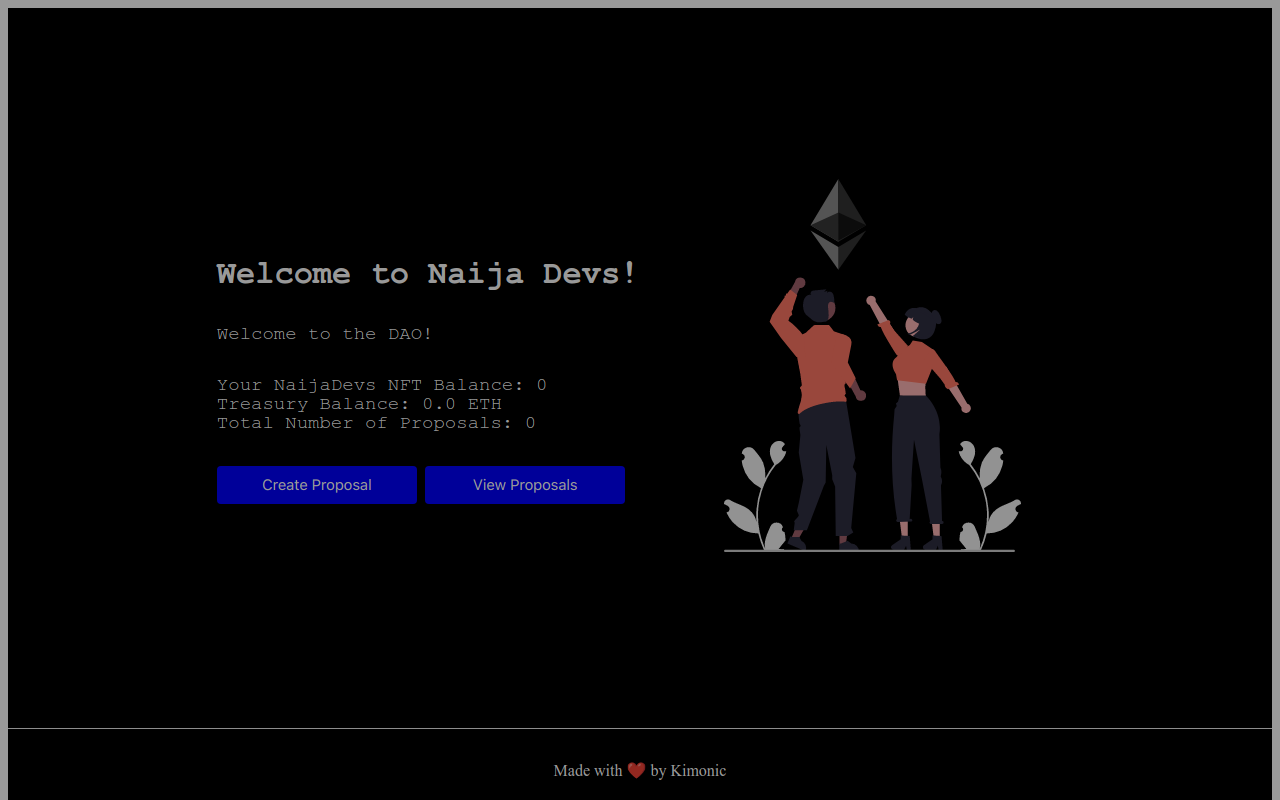 Welcome to Naija Devs!
Welcome to the DAO!
Your NaijaDevs NFT Balance: 0
Treasury Balance: 0.0 ETH
Total Number of Proposals: 0
Create Proposal
View Proposals
Made with ❤️ by Kimonic